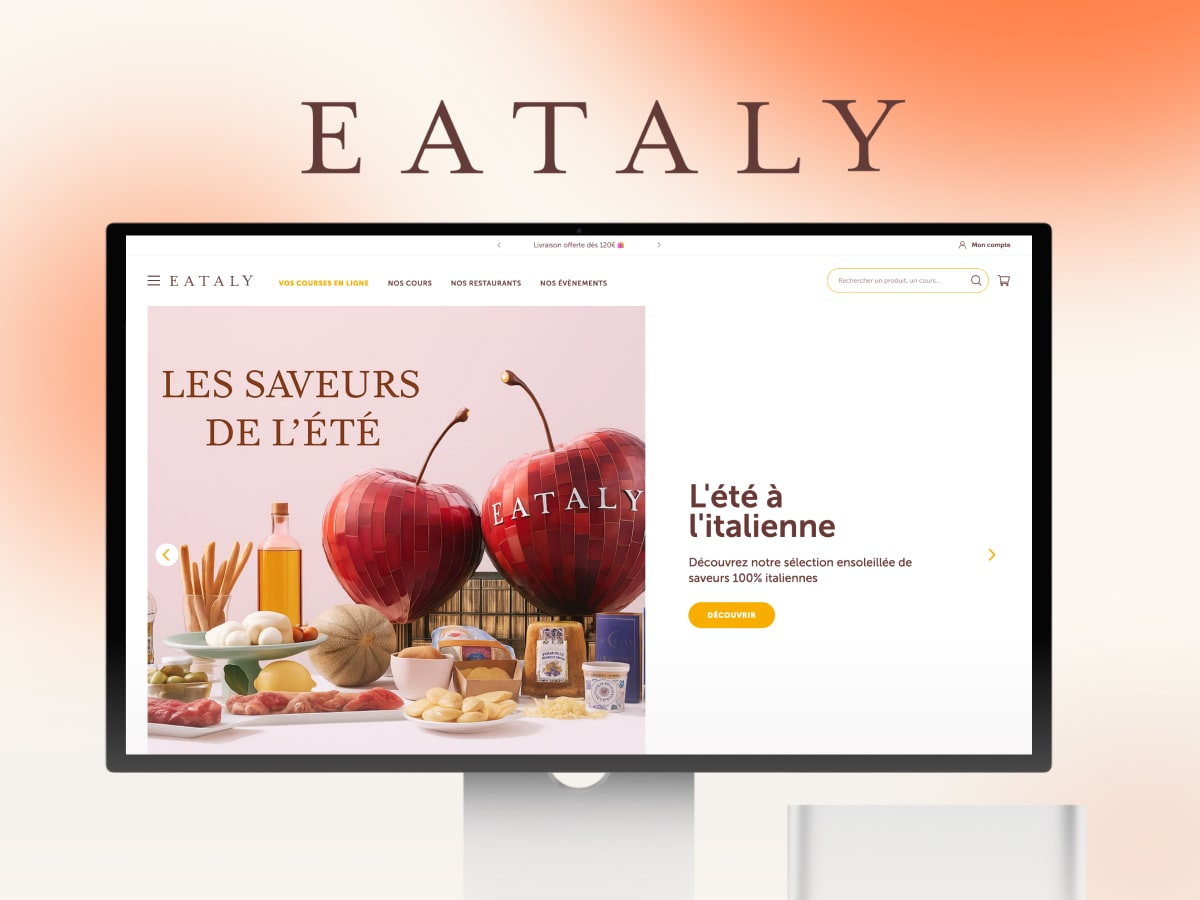 EATALY
Livraison offerte dès 120€
Mon compte
EATALY
VOS COURSES EN LIGNE
NOS COURS
NOS RESTAURANTS
NOS ÉVÈNEMENTS
Rechercher un produit, un cours...
LES SAVEURS
DE L’ÉTÉ
EATALY
L'été à
l'italienne
Découvrez notre sélection ensoleillée de
saveurs 100% italiennes
DÉCOUVRIR